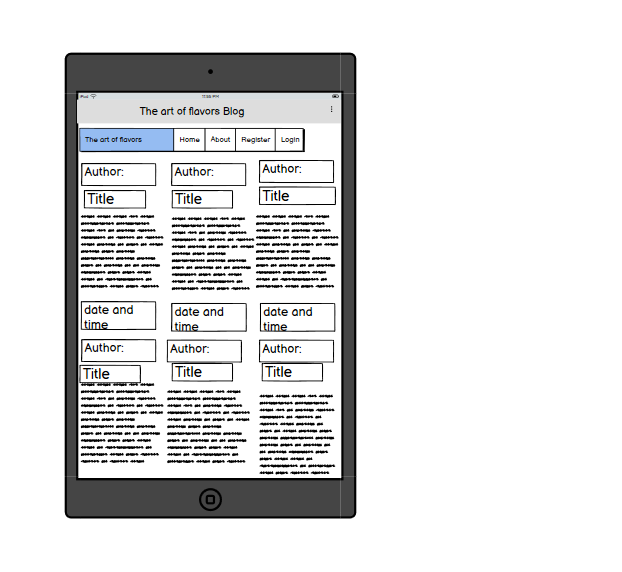 iPad 11:55 PM
The art of flavors Blog
The art of flavors Home About Register Login
Author: Author: Author:
Title Title Title
date and date and date and
time time time
Author: Author: Author:
Title Title Title